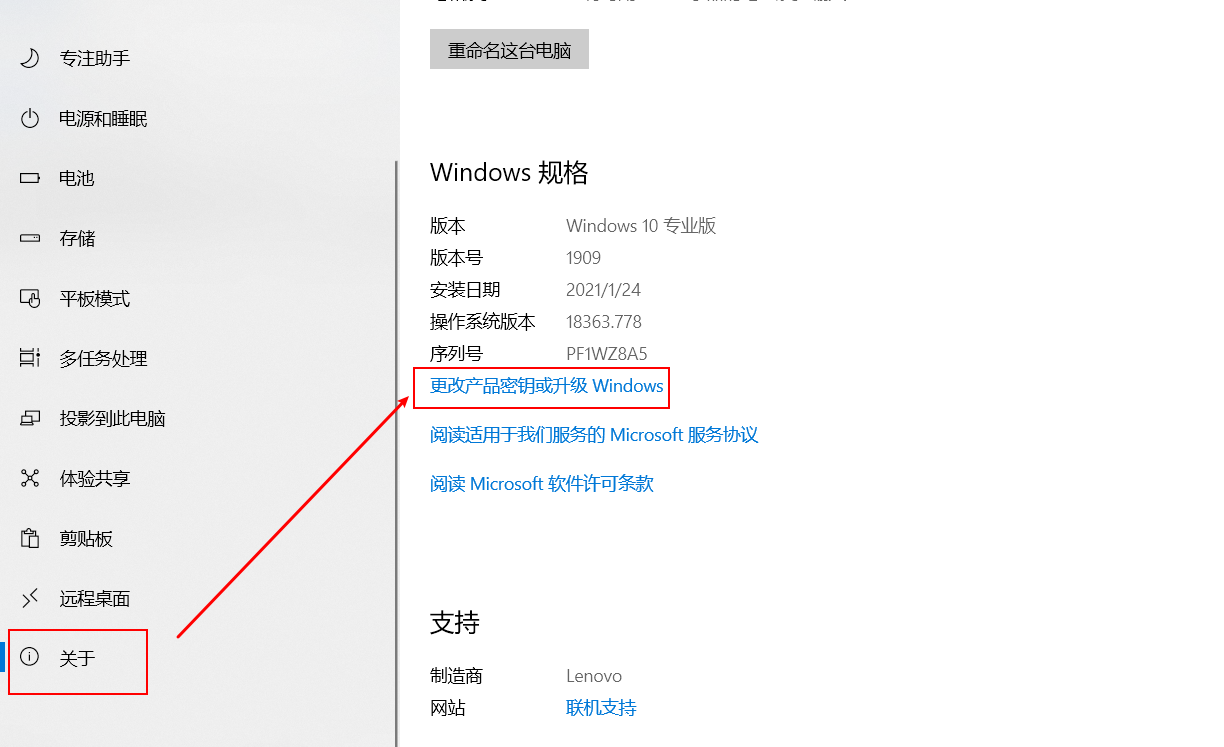 专注助手
电源和睡眠
电池
存储
平板模式
多任务处理
投影到此电脑
体验共享
剪贴板
远程桌面
关于
重命名这台电脑
Windows 规格
版本 Windows 10 专业版
版本号 1909
安装日期 2021/1/24
操作系统版本 18363.778
序列号 PF1WZ8A5
更改产品密钥或升级 Windows
阅读适用于我们服务的 Microsoft 服务协议
阅读 Microsoft 软件许可条款
支持
制造商 Lenovo
网站 联机支持